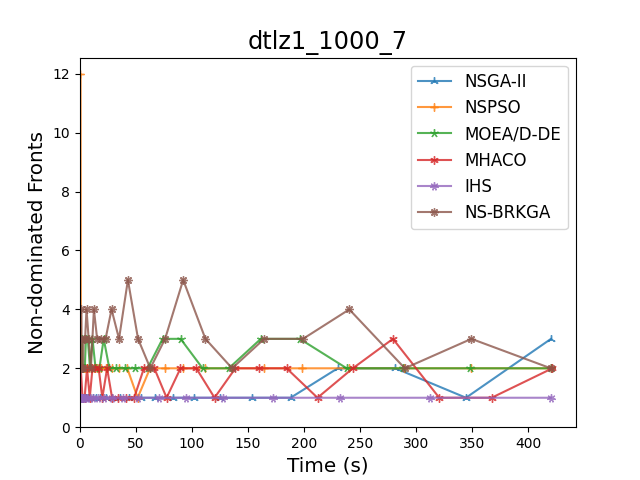 dtlz1_1000_7
Non-dominated Fronts
12
10
8
6
4
2
0
NSGA-II
NSPSO
MOEA/D-DE
MHACO
IHS
NS-BRKGA
0 50 100 150 200 250 300 350 400
Time (s)